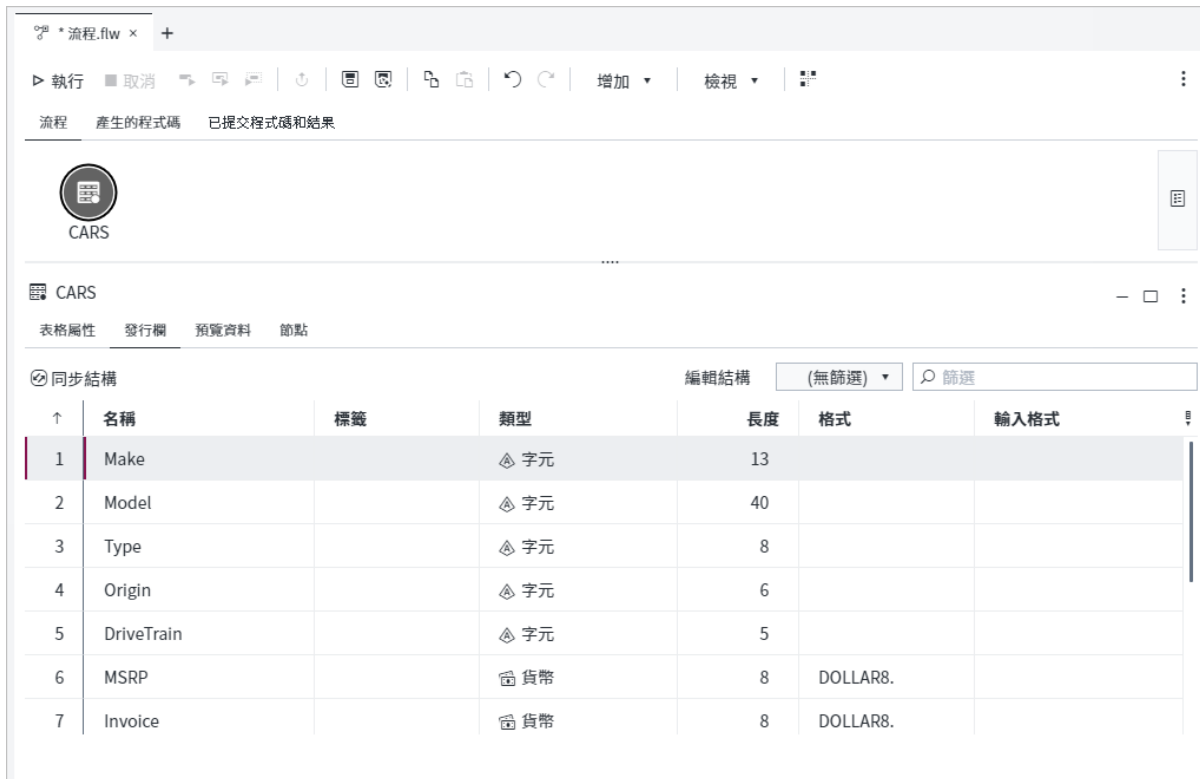 * 流程.flw × +
執行 取消 增加 ▼ 檢視 ▼
流程 產生的程式碼 已提交程式碼和結果
CARS
CARS
表格屬性 發行欄 預覽資料 節點
同步結構 編輯結構 (無篩選) ▼ 篩選
↑ 名稱 標籤 類型 長度 格式 輸入格式
1 Make 字元 13
2 Model 字元 40
3 Type 字元 8
4 Origin 字元 6
5 DriveTrain 字元 5
6 MSRP 貨幣 8 DOLLAR8.
7 Invoice 貨幣 8 DOLLAR8.